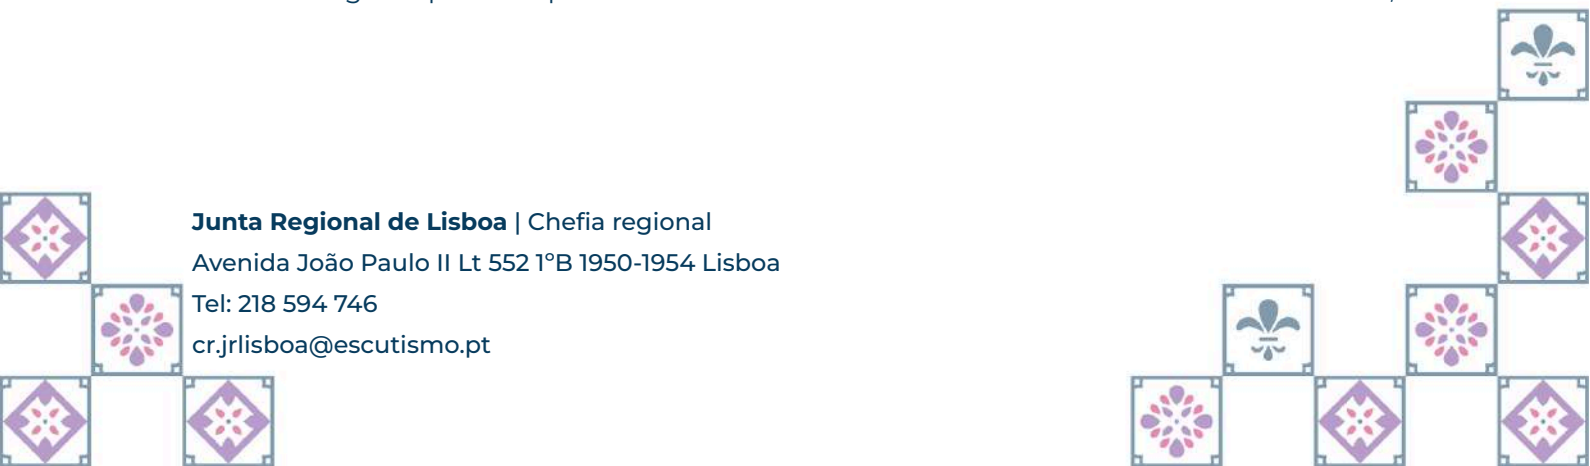 Junta Regional de Lisboa | Chefia regional
Avenida João Paulo II Lt 552 1ºB 1950-1954 Lisboa
Tel: 218 594 746
cr.jrlisboa@escutismo.pt